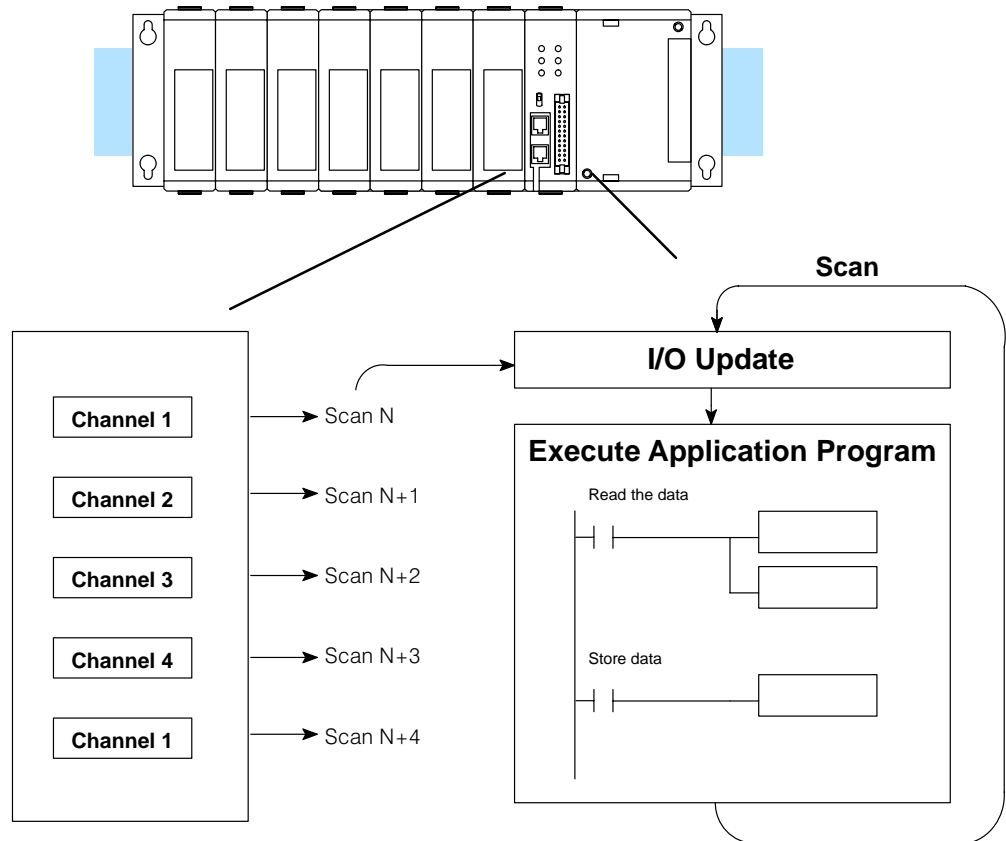 Scan
I/O Update
Channel 1
Scan N
Execute Application Program
Read the data
Channel 2
Scan N+1
Channel 3
Scan N+2
Channel 4
Scan N+3
Store data
Channel 1
Scan N+4